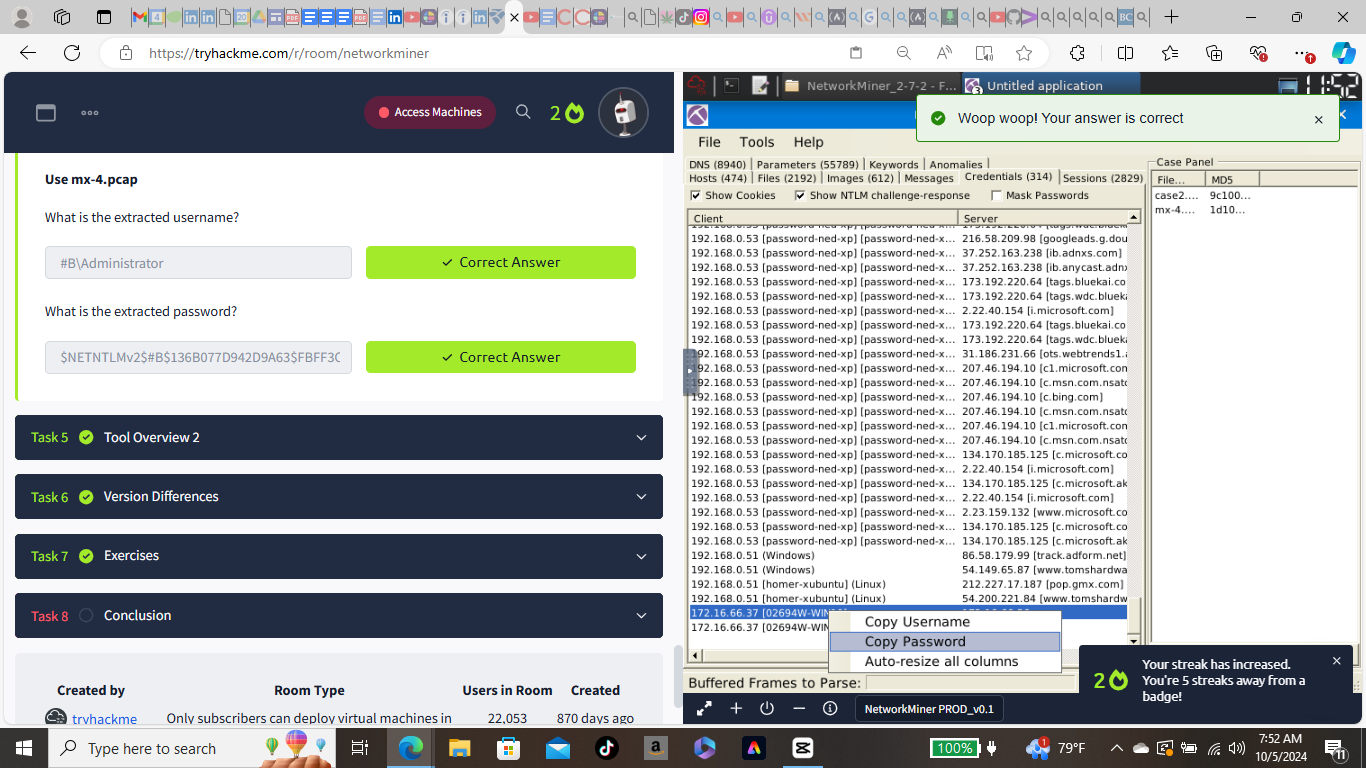 https://tryhackme.com/r/room/networkminer
Access Machines
2
Use mx-4.pcap
What is the extracted username?
#B\Administrator
Correct Answer
What is the extracted password?
$NETNTLMv2$#B$136B077D942D9A63$FBFF3C
Correct Answer
Task 5 Tool Overview 2
Task 6 Version Differences
Task 7 Exercises
Task 8 Conclusion
Created by Room Type Users in Room Created
tryhackme Only subscribers can deploy virtual machines in 22,053 870 days ago
NetworkMiner_2-7-2 - F... Untitled application 11:52
Woop woop! Your answer is correct
File Tools Help
DNS (8940) Parameters (55789) Keywords Anomalies
Hosts (474) Files (2192) Images (612) Messages Credentials (314) Sessions (2829)
Show Cookies Show NTLM challenge-response Mask Passwords
Client Server
192.168.0.53 [password-ned-xp] [password-ned-x... 216.58.209.98 [googleads.g.dou
192.168.0.53 [password-ned-xp] [password-ned-x... 37.252.163.238 [ib.adnxs.com]
192.168.0.53 [password-ned-xp] [password-ned-x... 37.252.163.238 [ib.anycast.adnx
192.168.0.53 [password-ned-xp] [password-ned-x... 173.192.220.64 [tags.bluekai.co
192.168.0.53 [password-ned-xp] [password-ned-x... 173.192.220.64 [tags.wdc.blueka
192.168.0.53 [password-ned-xp] [password-ned-x... 2.22.40.154 [i.microsoft.com]
192.168.0.53 [password-ned-xp] [password-ned-x... 173.192.220.64 [tags.bluekai.co
192.168.0.53 [password-ned-xp] [password-ned-x... 173.192.220.64 [tags.wdc.blueka
192.168.0.53 [password-ned-xp] [password-ned-x... 31.186.231.66 [ots.webtrends1.a
192.168.0.53 [password-ned-xp] [password-ned-x... 207.46.194.10 [c1.microsoft.com
192.168.0.53 [password-ned-xp] [password-ned-x... 207.46.194.10 [c.msn.com.nsatc
192.168.0.53 [password-ned-xp] [password-ned-x... 207.46.194.10 [c.bing.com]
192.168.0.53 [password-ned-xp] [password-ned-x... 207.46.194.10 [c.msn.com.nsatc
192.168.0.53 [password-ned-xp] [password-ned-x... 207.46.194.10 [c1.microsoft.com
192.168.0.53 [password-ned-xp] [password-ned-x... 207.46.194.10 [c.msn.com.nsatc
192.168.0.53 [password-ned-xp] [password-ned-x... 134.170.185.125 [c.microsoft.co
192.168.0.53 [password-ned-xp] [password-ned-x... 2.22.40.154 [i.microsoft.com]
192.168.0.53 [password-ned-xp] [password-ned-x... 134.170.185.125 [c.microsoft.ak
192.168.0.53 [password-ned-xp] [password-ned-x... 2.22.40.154 [i.microsoft.com]
192.168.0.53 [password-ned-xp] [password-ned-x... 2.23.159.132 [www.microsoft.co
192.168.0.53 [password-ned-xp] [password-ned-x... 134.170.185.125 [c.microsoft.co
192.168.0.53 [password-ned-xp] [password-ned-x... 134.170.185.125 [c.microsoft.ak
192.168.0.51 (Windows) 86.58.179.99 [track.adform.net]
192.168.0.51 (Windows) 54.149.65.87 [www.tomshardwa
192.168.0.51 [homer-xubuntu] (Linux) 212.227.17.187 [pop.gmx.com]
192.168.0.51 [homer-xubuntu] (Linux) 54.200.221.84 [www.tomshardw
172.16.66.37 [02694W-WIN10]
172.16.66.37 [02694W-WIN
Copy Username
Copy Password
Auto-resize all columns
Buffered Frames to Parse:
Case Panel
File... MD5
case2.... 9c100...
mx-4.... 1d10...
NetworkMiner PROD_v0.1
2 Your streak has increased.
You're 5 streaks away from a
badge!
Type here to search
100%
79°F
7:52 AM
10/5/2024
11